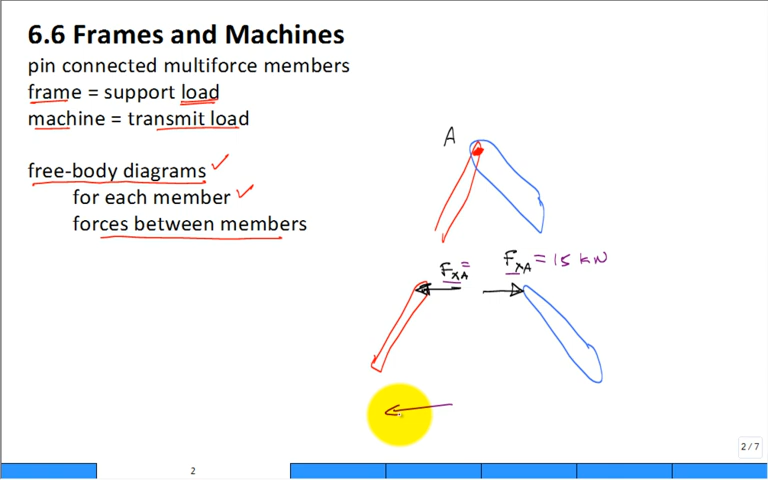 6.6 Frames and Machines
pin connected multiforce members
frame = support load
machine = transmit load
free-body diagrams
for each member
forces between members
A
FxA =
FxA = 15 kN
2
2 / 7